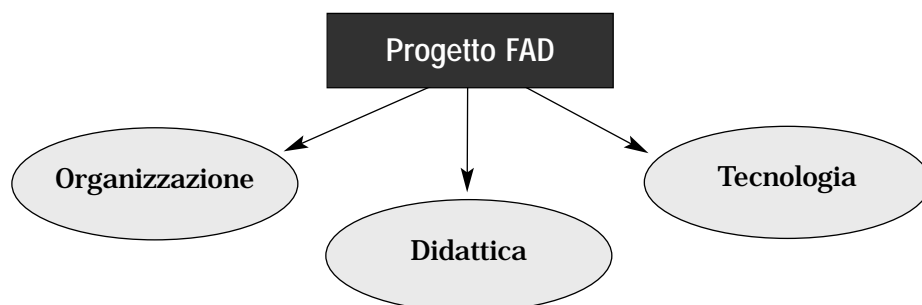 Progetto FAD
Organizzazione
Tecnologia
Didattica